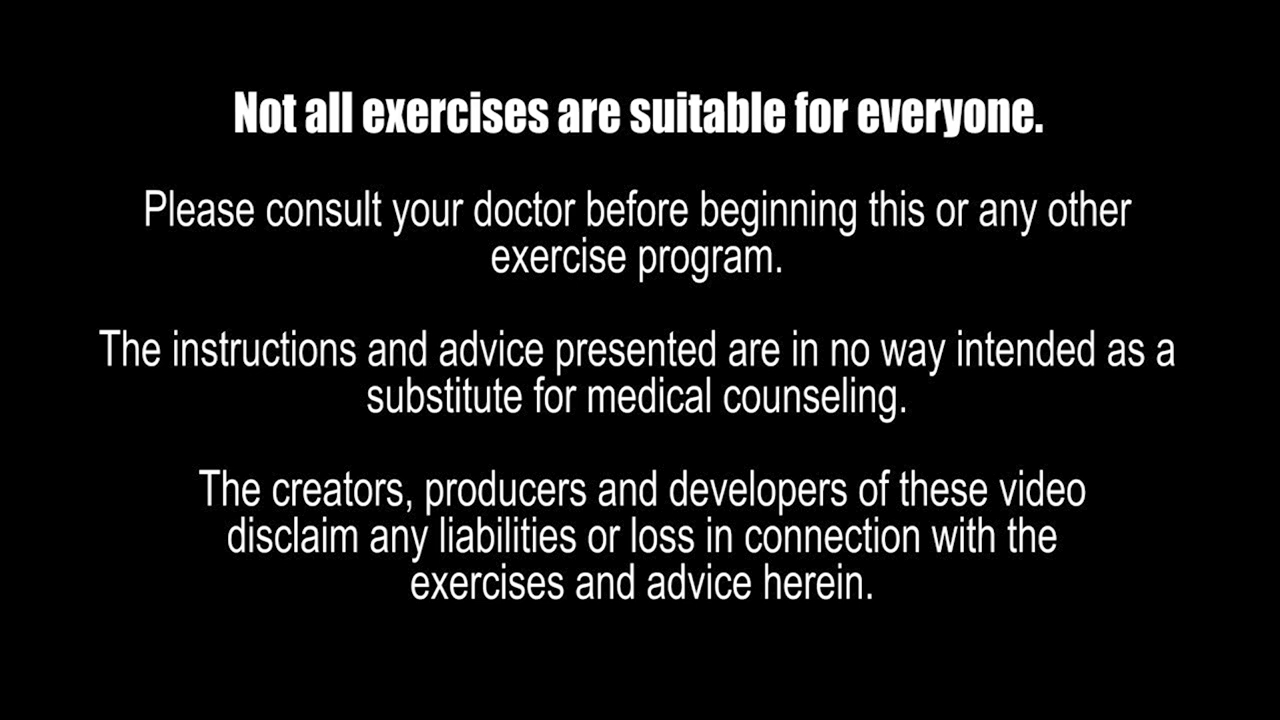 Not all exercises are suitable for everyone.
Please consult your doctor before beginning this or any other
exercise program.
The instructions and advice presented are in no way intended as a
substitute for medical counseling.
The creators, producers and developers of these video
disclaim any liabilities or loss in connection with the
exercises and advice herein.